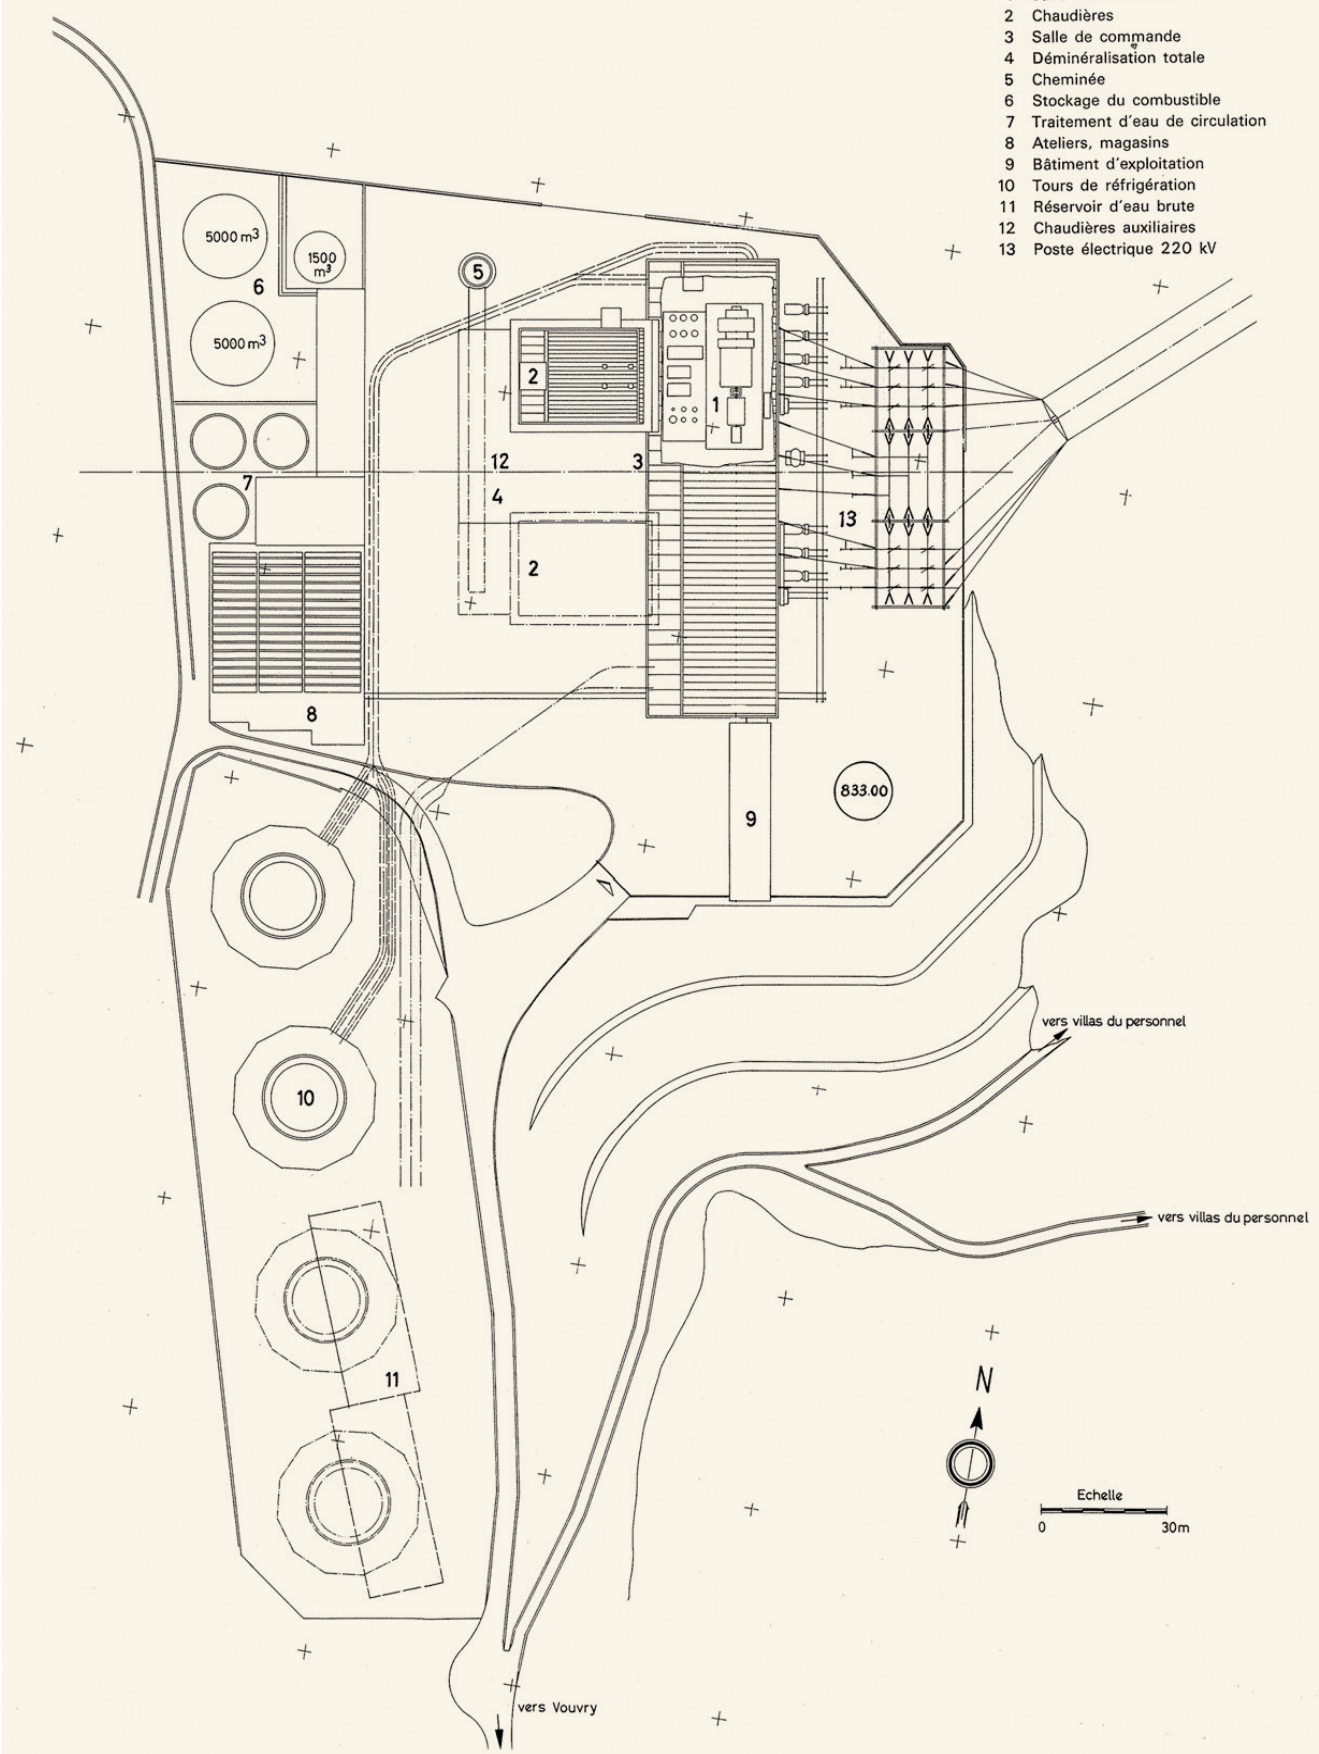 2 Chaudières
3 Salle de commande
4 Déminéralisation totale
5 Cheminée
6 Stockage du combustible
7 Traitement d'eau de circulation
8 Ateliers, magasins
9 Bâtiment d'exploitation
10 Tours de réfrigération
11 Réservoir d'eau brute
12 Chaudières auxiliaires
13 Poste électrique 220 kV
5000 m³
1500
m³
5
6
5000 m³
2
1
12
3
7
4
13
2
8
833.00
9
vers villas du personnel
10
vers villas du personnel
11
N
Echelle
0 30m
vers Vouvry